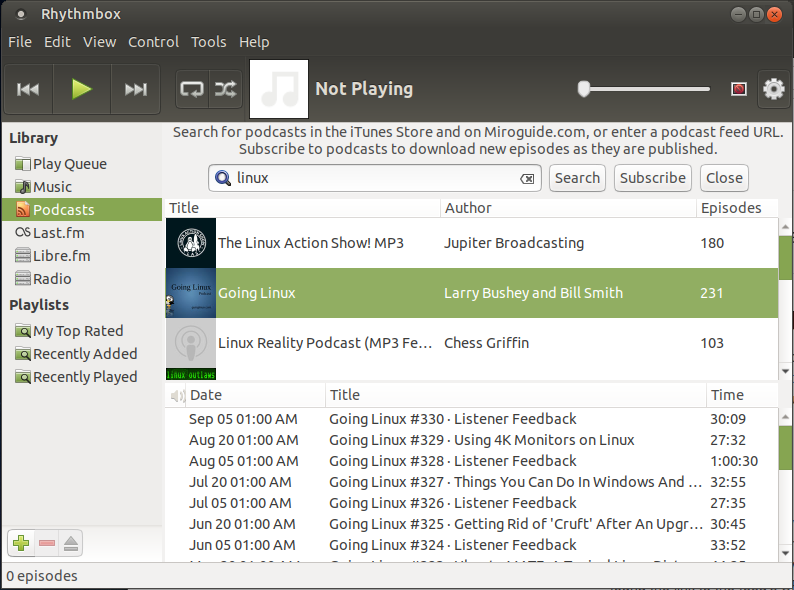 Rhythmbox
File Edit View Control Tools Help
Not Playing
Library
Play Queue
Music
Podcasts
Last.fm
Libre.fm
Radio
Playlists
My Top Rated
Recently Added
Recently Played
Search for podcasts in the iTunes Store and on Miroguide.com, or enter a podcast feed URL.
Subscribe to podcasts to download new episodes as they are published.
linux Search Subscribe Close
Title Author Episodes
The Linux Action Show! MP3 Jupiter Broadcasting 180
Going Linux
Going Linux Larry Bushey and Bill Smith 231
Linux Reality Podcast (MP3 Fe... Chess Griffin 103
linux outlaws
Date Title Time
Sep 05 01:00 AM Going Linux #330 · Listener Feedback 30:09
Aug 20 01:00 AM Going Linux #329 · Using 4K Monitors on Linux 27:32
Aug 05 01:00 AM Going Linux #328 · Listener Feedback 1:00:30
Jul 20 01:00 AM Going Linux #327 · Things You Can Do In Windows And ... 32:55
Jul 05 01:00 AM Going Linux #326 · Listener Feedback 27:35
Jun 20 01:00 AM Going Linux #325 · Getting Rid of 'Cruft' After An Upgr... 30:45
Jun 05 01:00 AM Going Linux #324 · Listener Feedback 33:52
0 episodes